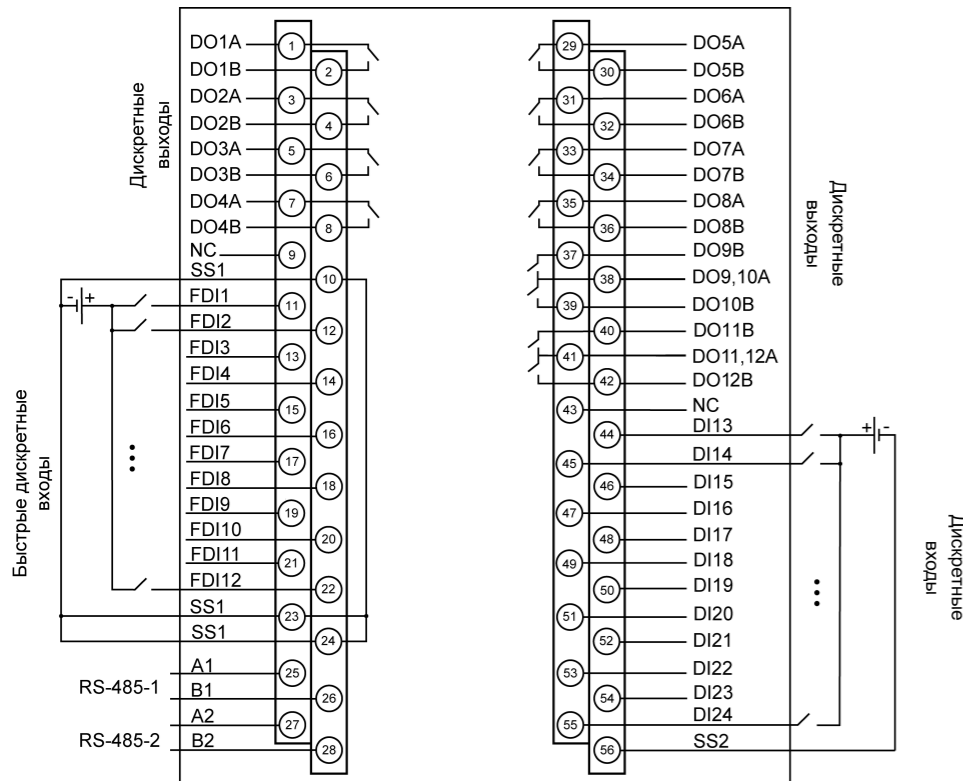 DO1A 1
DO1B 2
DO2A 3
DO2B 4
DO3A 5
DO3B 6
DO4A 7
DO4B 8
NC 9
SS1 10
- +
FDI1 11
FDI2 12
FDI3 13
FDI4 14
FDI5 15
FDI6 16
FDI7 17
FDI8 18
FDI9 19
FDI10 20
FDI11 21
FDI12 22
SS1 23
SS1 24
A1 25
RS-485-1
B1 26
A2 27
RS-485-2
B2 28
Дискретные
выходы
Быстрые дискретные
входы
29 DO5A
30 DO5B
31 DO6A
32 DO6B
33 DO7A
34 DO7B
35 DO8A
36 DO8B
37 DO9B
38 DO9,10A
39 DO10B
40 DO11B
41 DO11,12A
42 DO12B
43 NC
44 DI13
+ -
45 DI14
46 DI15
47 DI16
48 DI17
49 DI18
50 DI19
51 DI20
52 DI21
53 DI22
54 DI23
55 DI24
56 SS2
Дискретные
выходы
Дискретные
входы